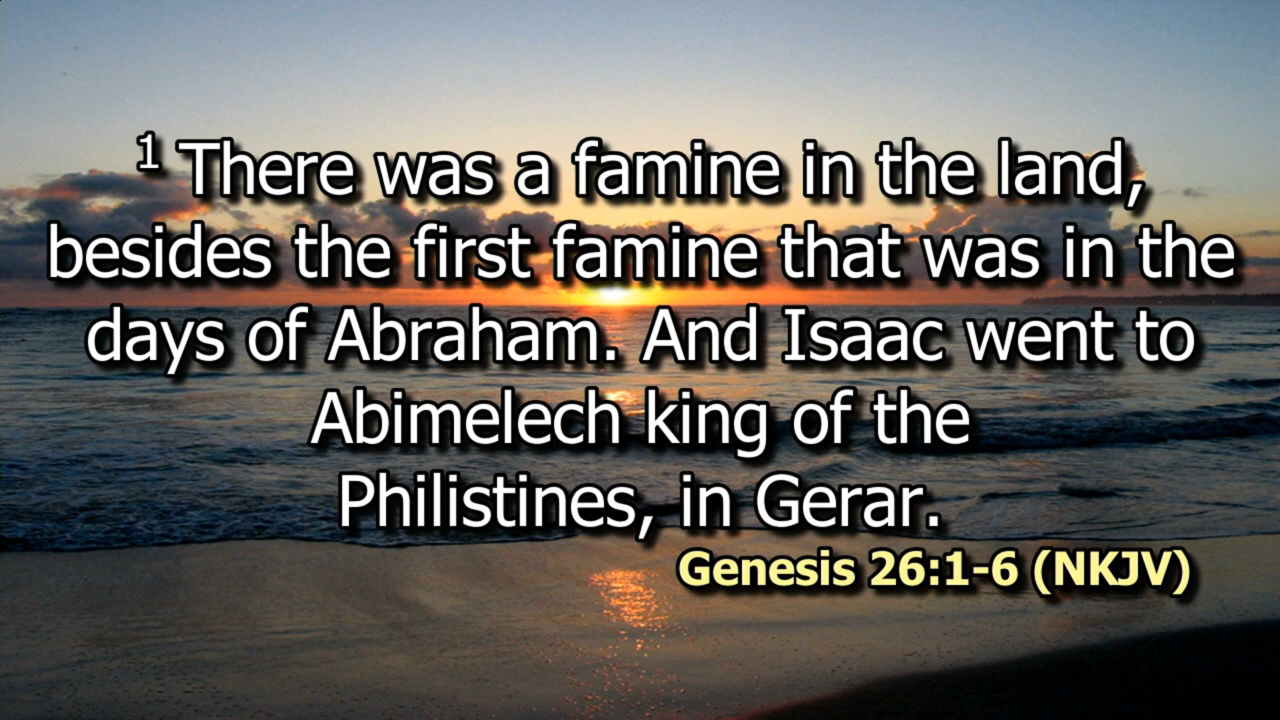 1 There was a famine in the land,
besides the first famine that was in the
days of Abraham. And Isaac went to
Abimelech king of the
Philistines, in Gerar.
Genesis 26:1-6 (NKJV)